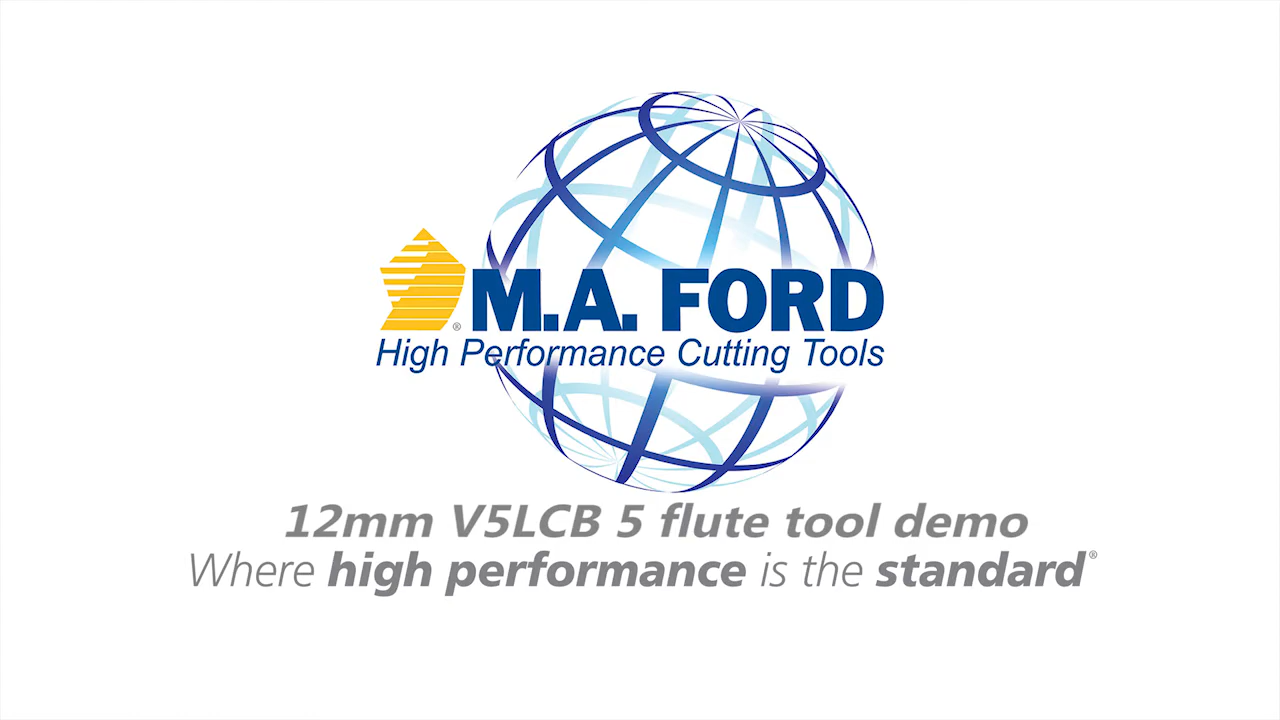 ® M.A. FORD
High Performance Cutting Tools
12mm V5LCB 5 flute tool demo
Where high performance is the standard®